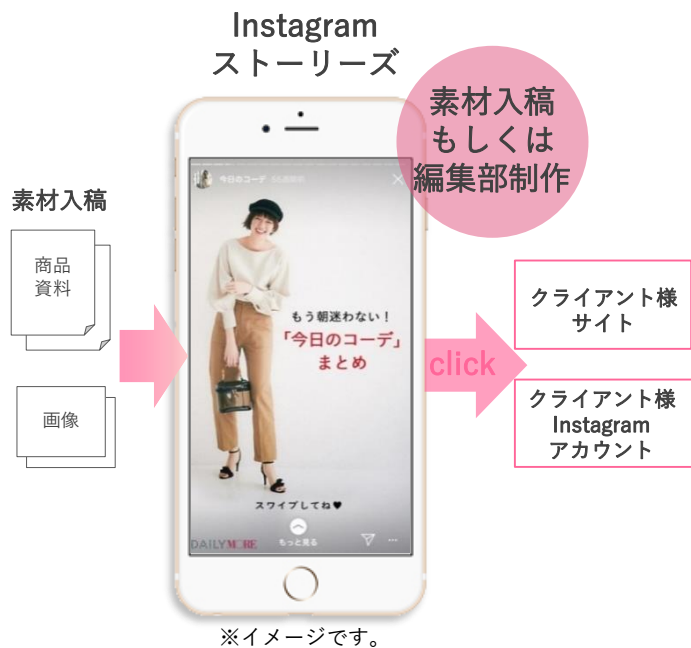 Instagram
ストーリーズ
素材入稿
もしくは
編集部制作
素材入稿
商品
資料
画像
今日のコーデ
もう朝迷わない！
「今日のコーデ」
まとめ
スワイプしてね♥
もっと見る
DAILYMORE
click
クライアント様
サイト
クライアント様
Instagram
アカウント
※イメージです。